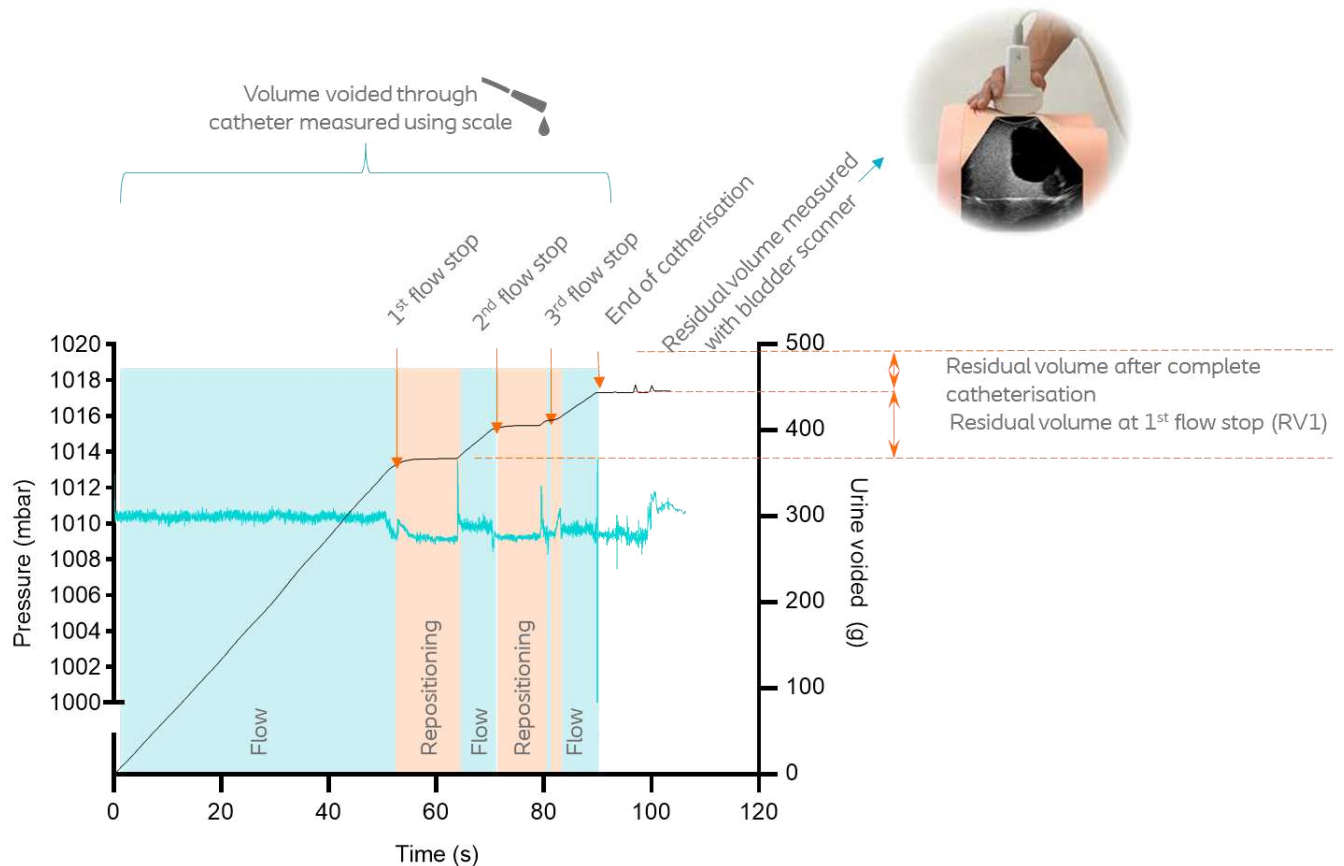 Volume voided through
catheter measured using scale
1st flow stop
2nd flow stop
3rd flow stop
End of catherisation
Residual volume measured
with bladder scanner
Residual volume after complete
catheterisation
Residual volume at 1st flow stop (RV1)
Pressure (mbar)
1020
1018
1016
1014
1012
1010
1009
1008
1006
1004
1002
1000
Urine voided (g)
500
400
300
200
100
0
Flow
Repositioning
Flow
Repositioning
Flow
0
20
40
60
80
100
120
Time (s)